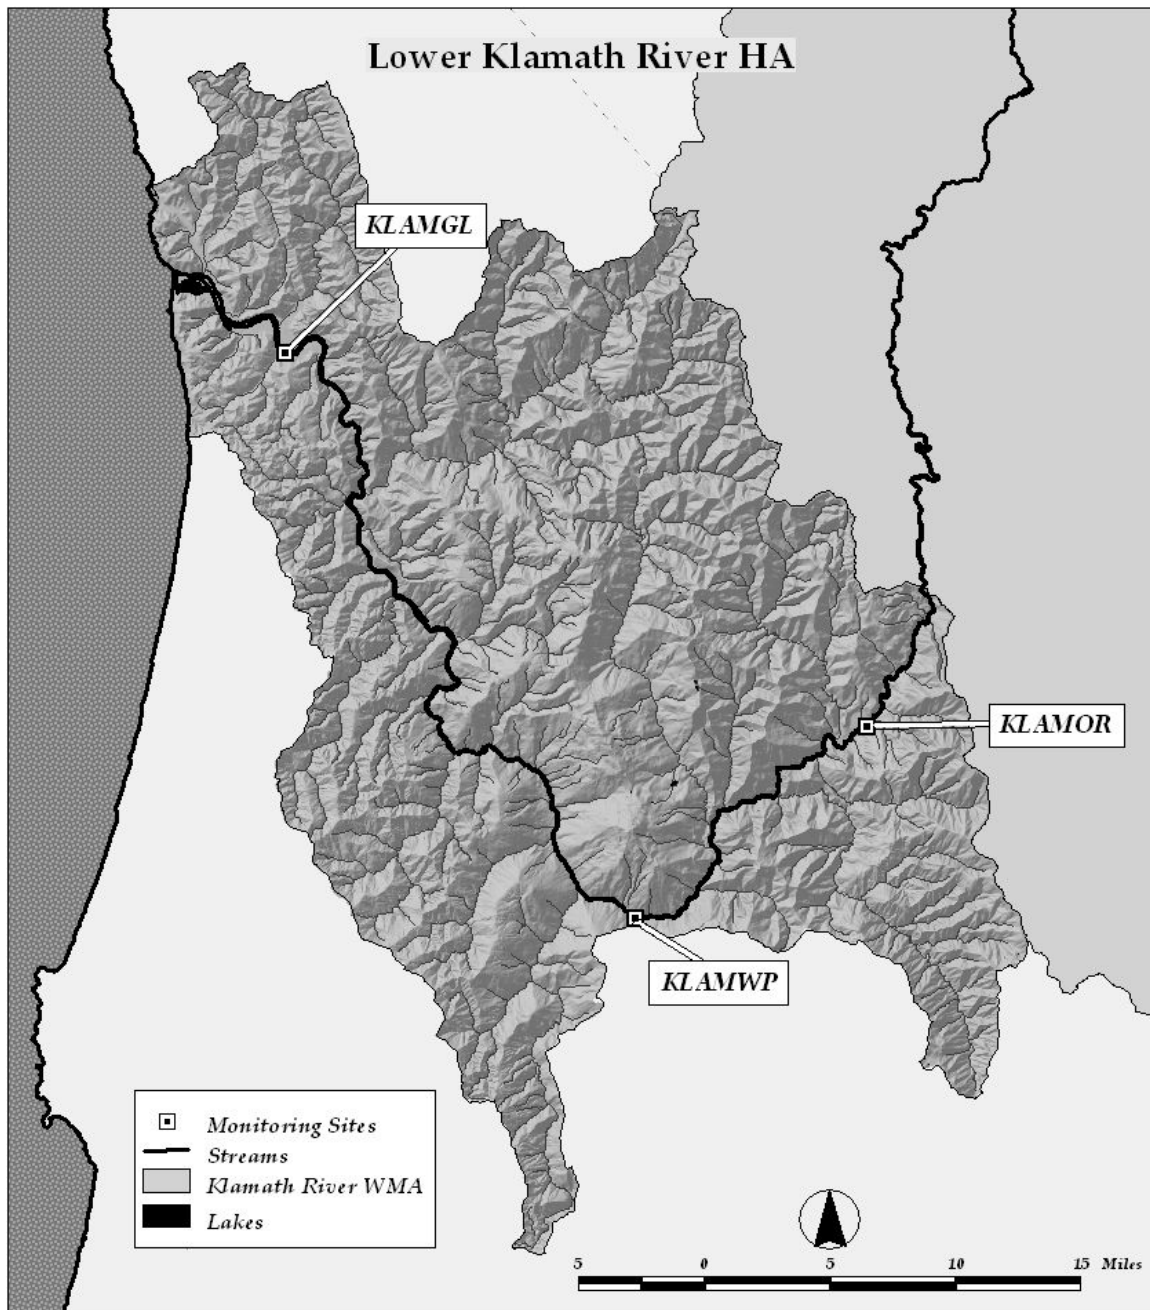 Lower Klamath River HA
KLAMGL
KLAMOR
KLAMWP
Monitoring Sites
Streams
Klamath River WMA
Lakes
5 0 5 10 15 Miles